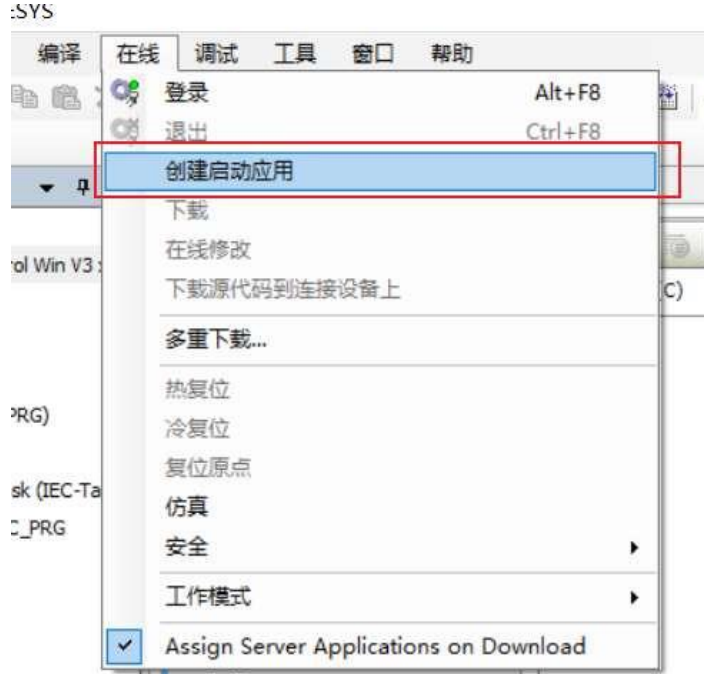 ESYS
编译 在线 调试 工具 窗口 帮助
登录 Alt+F8
退出 Ctrl+F8
创建启动应用
下载
在线修改
rol Win V3 x
下载源代码到连接设备上 C)
多重下载...
热复位
PRG)
冷复位
复位原点
sk (IEC-Ta
仿真
C_PRG
安全
工作模式
Assign Server Applications on Download